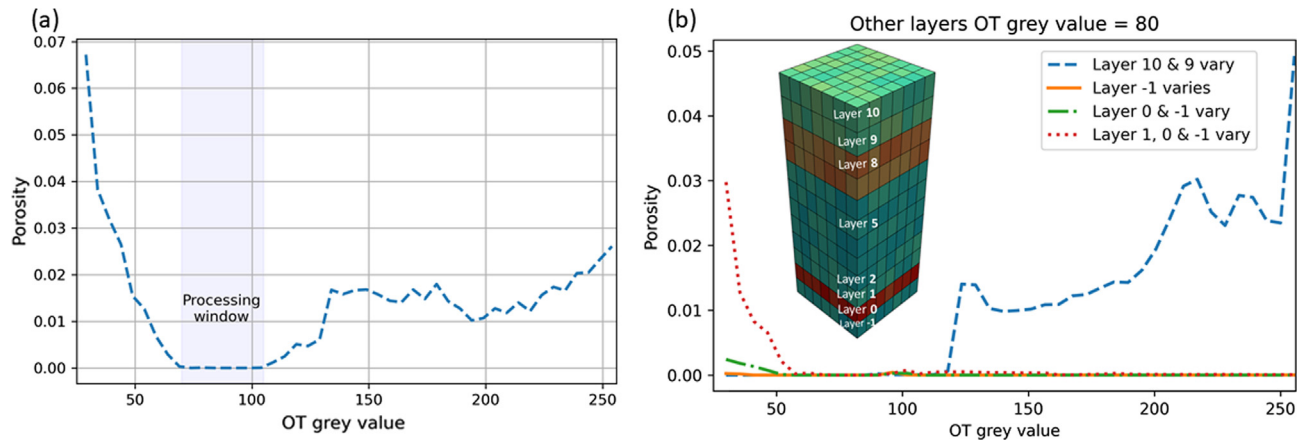 (a)
0.07
0.06
0.05
0.04
0.03
0.02
0.01
0.00
Porosity
Processing
window
50
100
150
200
250
OT grey value
(b)
Other layers OT grey value = 80
0.05
0.04
0.03
0.02
0.01
0.00
Porosity
Layer 10 & 9 vary
Layer -1 varies
Layer 0 & -1 vary
Layer 1, 0 & -1 vary
Layer 10
Layer 9
Layer 8
Layer 5
Layer 2
Layer 1
Layer 0
Layer -1
50
100
150
200
250
OT grey value